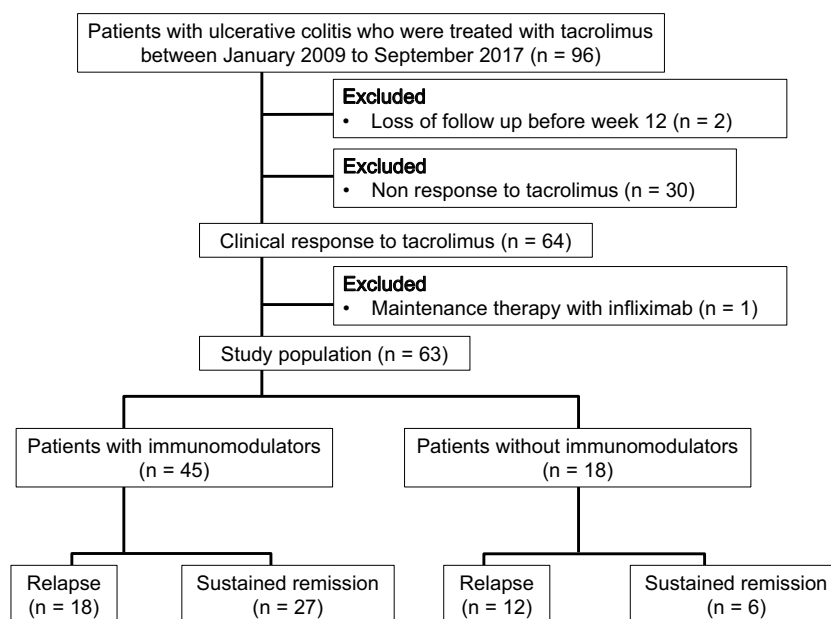 Patients with ulcerative colitis who were treated with tacrolimus
between January 2009 to September 2017 (n = 96)
Excluded
• Loss of follow up before week 12 (n = 2)
Excluded
• Non response to tacrolimus (n = 30)
Clinical response to tacrolimus (n = 64)
Excluded
• Maintenance therapy with infliximab (n = 1)
Study population (n = 63)
Patients with immunomodulators
(n = 45)
Patients without immunomodulators
(n = 18)
Relapse
(n = 18)
Sustained remission
(n = 27)
Relapse
(n = 12)
Sustained remission
(n = 6)